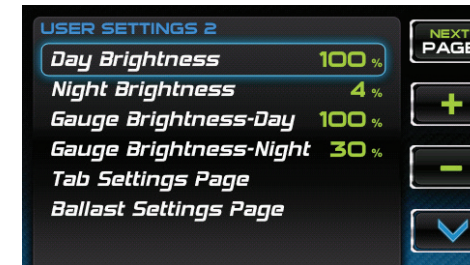 USER SETTINGS 2
NEXT
PAGE
Day Brightness 100 %
Night Brightness 4 %
+
Gauge Brightness-Day 100 %
Gauge Brightness-Night 30 %
-
Tab Settings Page
Ballast Settings Page